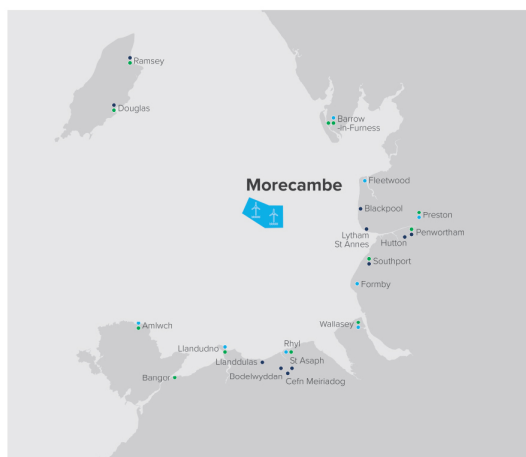 Ramsey
Douglas
Barrow
-in-Furness
Morecambe
Fleetwood
Blackpool
Preston
Lytham
St Annes
Penwortham
Hutton
Southport
Formby
Wallasey
Amlwch
Llandudno
Rhyl
Llanddulas
St Asaph
Bangor
Bodelwyddan
Cefn Meiriadog